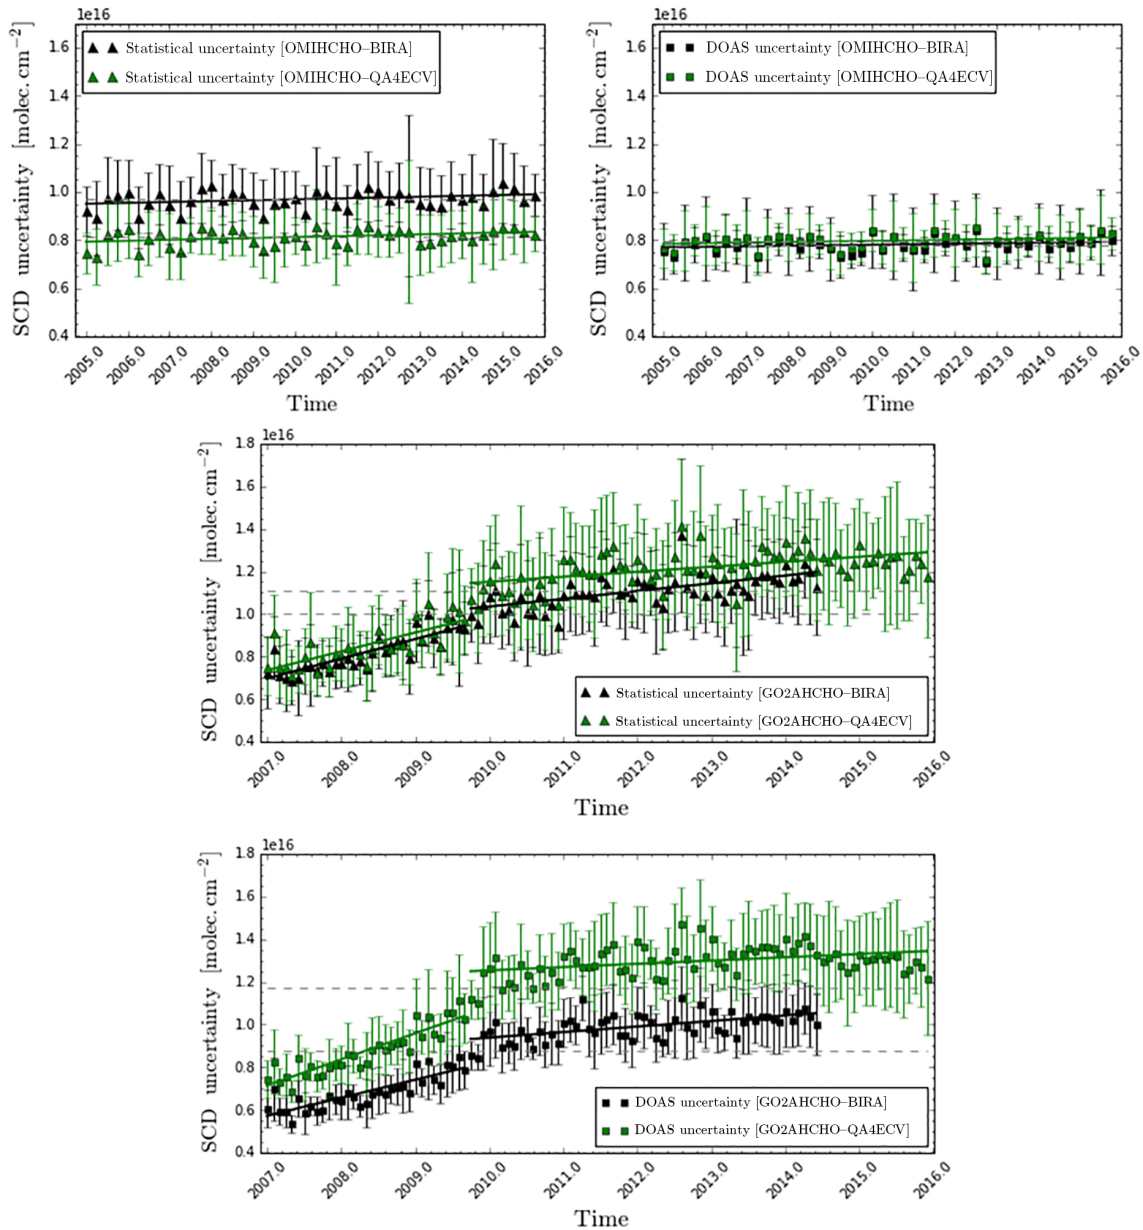 1e16
SCD uncertainty [molec. cm−2]
1.6
1.4
1.2
1.0
0.8
0.6
0.4
Statistical uncertainty [OMIHCHO–BIRA]
Statistical uncertainty [OMIHCHO–QA4ECV]
2005.0 2006.0 2007.0 2008.0 2009.0 2010.0 2011.0 2012.0 2013.0 2014.0 2015.0 2016.0
Time
1e16
SCD uncertainty [molec. cm−2]
1.6
1.4
1.2
1.0
0.8
0.6
0.4
DOAS uncertainty [OMIHCHO–BIRA]
DOAS uncertainty [OMIHCHO–QA4ECV]
2005.0 2006.0 2007.0 2008.0 2009.0 2010.0 2011.0 2012.0 2013.0 2014.0 2015.0 2016.0
Time
1e16
SCD uncertainty [molec. cm−2]
1.8
1.6
1.4
1.2
1.0
0.8
0.6
0.4
Statistical uncertainty [GO2AHCHO–BIRA]
Statistical uncertainty [GO2AHCHO–QA4ECV]
2007.0 2008.0 2009.0 2010.0 2011.0 2012.0 2013.0 2014.0 2015.0 2016.0
Time
1e16
SCD uncertainty [molec. cm−2]
1.8
1.6
1.4
1.2
1.0
0.8
0.6
0.4
DOAS uncertainty [GO2AHCHO–BIRA]
DOAS uncertainty [GO2AHCHO–QA4ECV]
2007.0 2008.0 2009.0 2010.0 2011.0 2012.0 2013.0 2014.0 2015.0 2016.0
Time